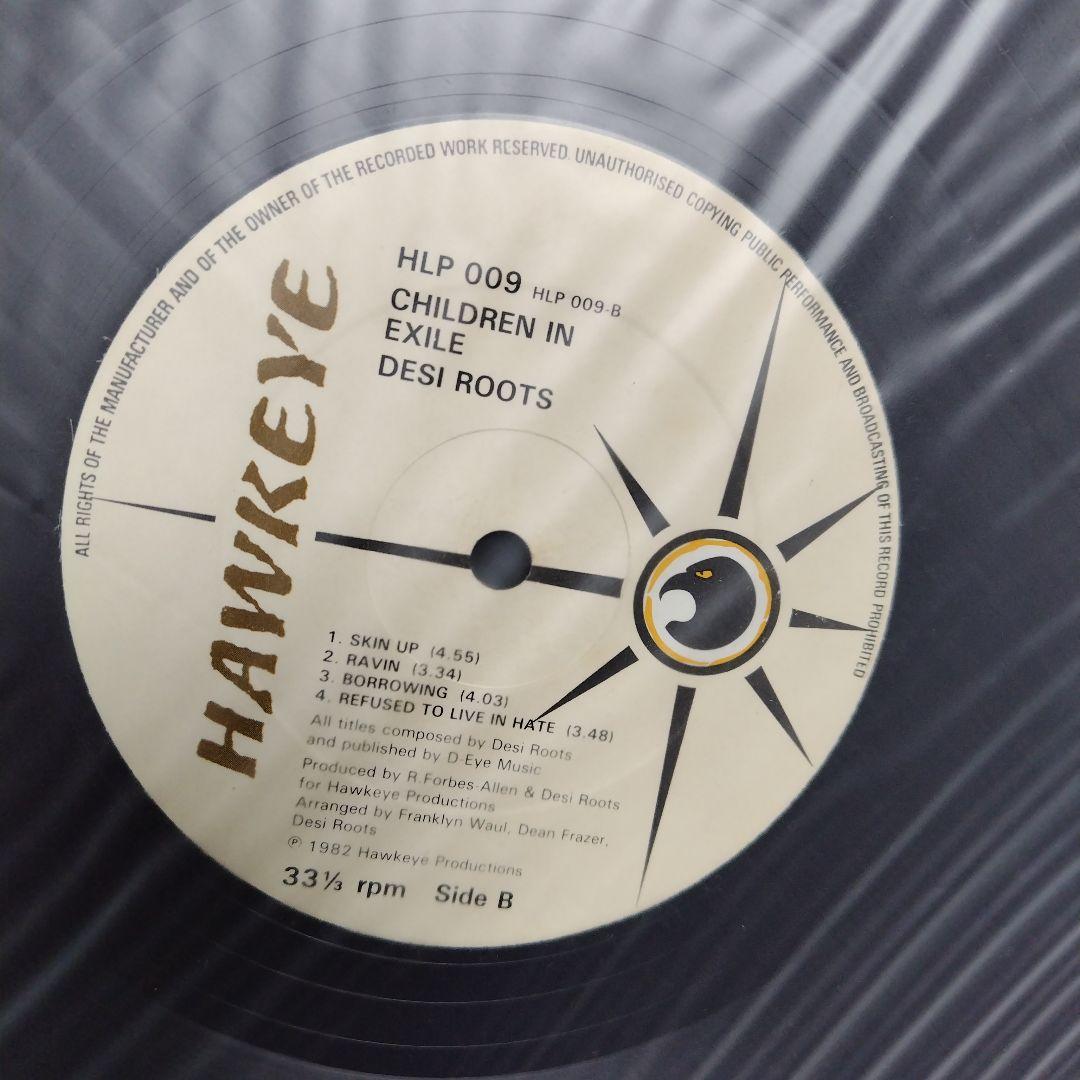 ALL RIGHTS OF THE MANUFACTURER AND OF THE OWNER OF THE RECORDED WORK RESERVED. UNAUTHORISED COPYING PUBLIC PERFORMANCE AND BROADCASTING OF THIS RECORD PROHIBITED
HAWKEYE
HLP 009 HLP 009-B
CHILDREN IN
EXILE
DESI ROOTS
1. SKIN UP (4.55)
2. RAVIN (3.34)
3. BORROWING (4.03)
4. REFUSED TO LIVE IN HATE (3.48)
All titles composed by Desi Roots
and published by D-Eye Music
Produced by R.Forbes-Allen & Desi Roots
for Hawkeye Productions
Arranged by Franklyn Waul, Dean Frazer,
Desi Roots
℗ 1982 Hawkeye Productions
33⅓ rpm Side B